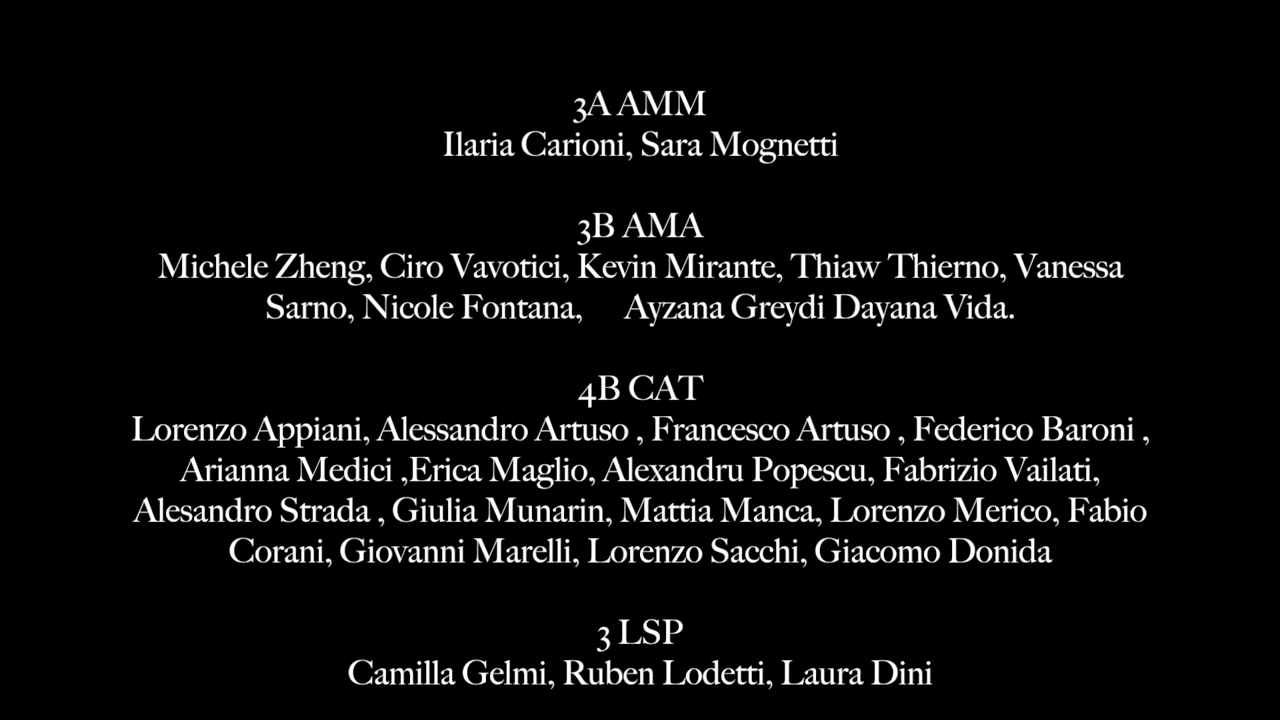 3A AMM
Ilaria Carioni, Sara Mognetti
3B AMA
Michele Zheng, Ciro Vavotici, Kevin Mirante, Thiaw Thierno, Vanessa
Sarno, Nicole Fontana, Ayzana Greydi Dayana Vida.
4B CAT
Lorenzo Appiani, Alessandro Artuso , Francesco Artuso , Federico Baroni ,
Arianna Medici ,Erica Maglio, Alexandru Popescu, Fabrizio Vailati,
Alesandro Strada , Giulia Munarin, Mattia Manca, Lorenzo Merico, Fabio
Corani, Giovanni Marelli, Lorenzo Sacchi, Giacomo Donida
3 LSP
Camilla Gelmi, Ruben Lodetti, Laura Dini